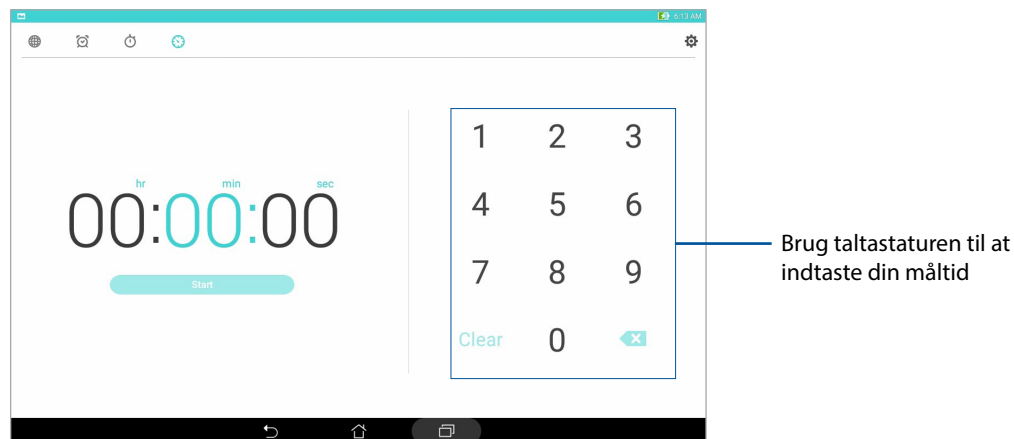 6:13 AM
hr min sec
00:00:00
Start
1 2 3
4 5 6
7 8 9
Clear 0
Brug taltastaturen til at
indtaste din måltid